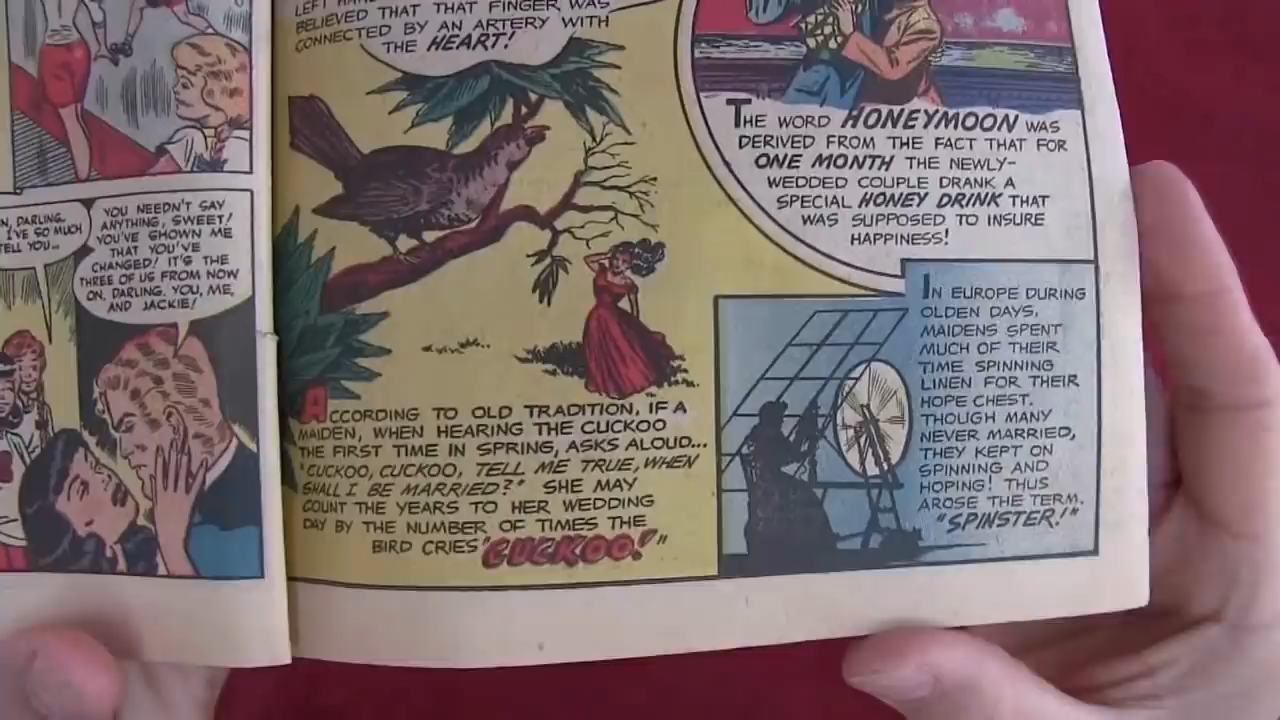 N, DARLING.
I'VE SO MUCH
TELL YOU...
YOU NEEDN'T SAY
ANYTHING, SWEET!
YOU'VE SHOWN ME
THAT YOU'VE
CHANGED! IT'S THE
THREE OF US FROM NOW
ON, DARLING. YOU, ME,
AND JACKIE!
LEFT HAND
BELIEVED THAT THAT FINGER WAS
CONNECTED BY AN ARTERY WITH
THE HEART!
THE WORD HONEYMOON WAS
DERIVED FROM THE FACT THAT FOR
ONE MONTH THE NEWLY-
WEDDED COUPLE DRANK A
SPECIAL HONEY DRINK THAT
WAS SUPPOSED TO INSURE
HAPPINESS!
ACCORDING TO OLD TRADITION, IF A
MAIDEN, WHEN HEARING THE CUCKOO
THE FIRST TIME IN SPRING, ASKS ALOUD...
"CUCKOO, CUCKOO, TELL ME TRUE, WHEN
SHALL I BE MARRIED?" SHE MAY
COUNT THE YEARS TO HER WEDDING
DAY BY THE NUMBER OF TIMES THE
BIRD CRIES "CUCKOO!"
IN EUROPE DURING
OLDEN DAYS,
MAIDENS SPENT
MUCH OF THEIR
TIME SPINNING
LINEN FOR THEIR
HOPE CHEST.
THOUGH MANY
NEVER MARRIED,
THEY KEPT ON
SPINNING AND
HOPING! THUS
AROSE THE TERM,
"SPINSTER!"